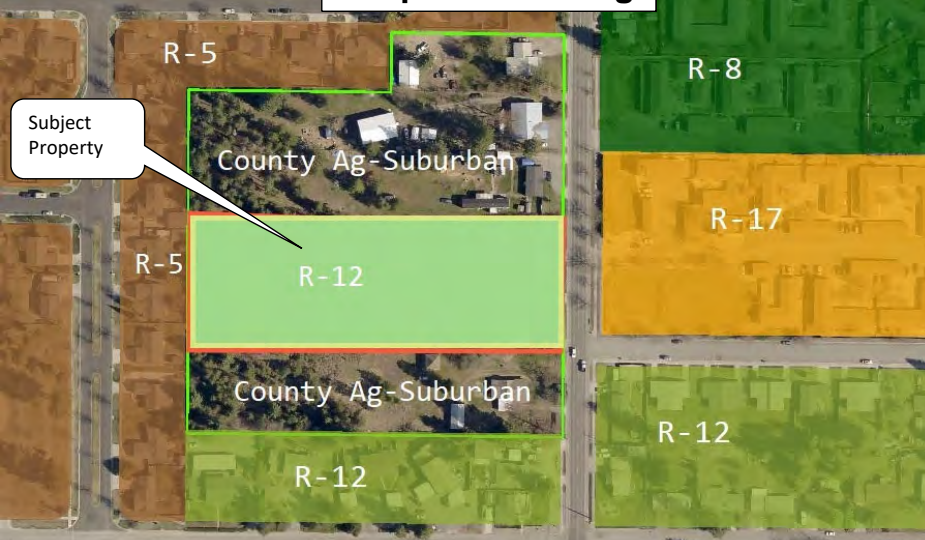 R-5
R-8
Subject
Property
County Ag-Suburban
R-17
R-5
R-12
County Ag-Suburban
R-12
R-12